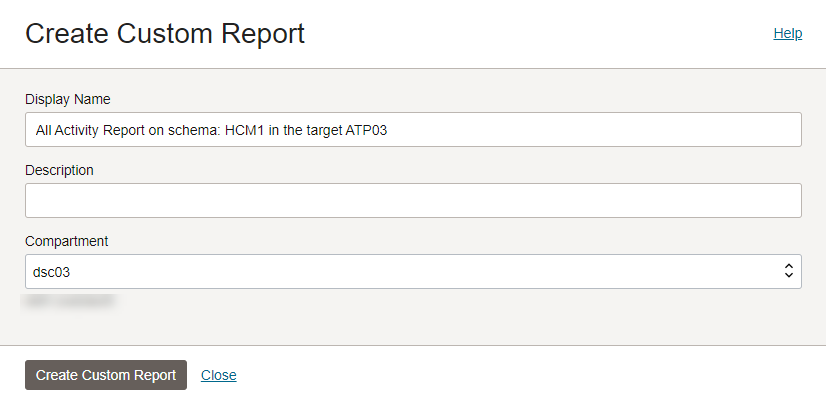 Create Custom Report
Help
Display Name
All Activity Report on schema: HCM1 in the target ATP03
Description
Compartment
dsc03
Create Custom Report
Close